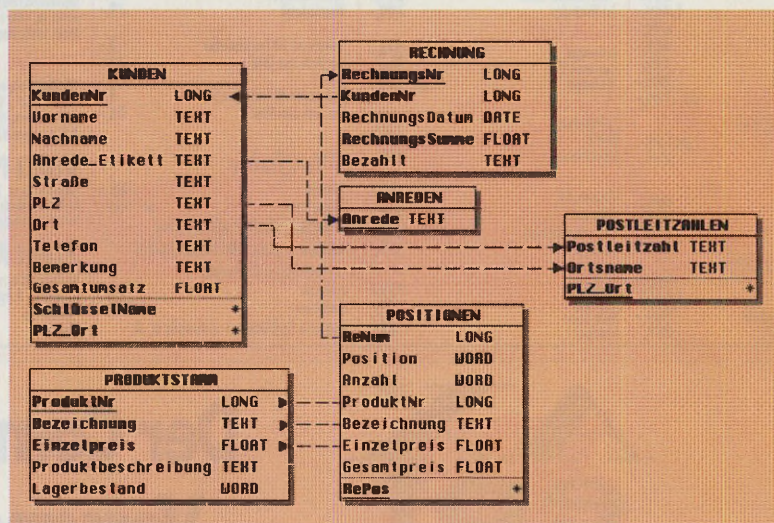 KUNDEN
KundenNr LONG
Vorname TEXT
Nachname TEXT
Anrede_Etikett TEXT
Straße TEXT
PLZ TEXT
Ort TEXT
Telefon TEXT
Bemerkung TEXT
Gesamtumsatz FLOAT
SchlüsselName *
PLZ_Ort *
RECHNUNG
RechnungsNr LONG
KundenNr LONG
RechnungsDatum DATE
RechnungsSumme FLOAT
Bezahlt TEXT
ANREDEN
Anrede TEXT
POSTLEITZAHLEN
Postleitzahl TEXT
Ortsname TEXT
PLZ_Ort *
PRODUKTSTAMM
ProduktNr LONG
Bezeichnung TEXT
Einzelpreis FLOAT
Produktbeschreibung TEXT
Lagerbestand WORD
POSITIONEN
ReNum LONG
Position WORD
Anzahl WORD
ProduktNr LONG
Bezeichnung TEXT
Einzelpreis FLOAT
Gesamtpreis FLOAT
RePos *